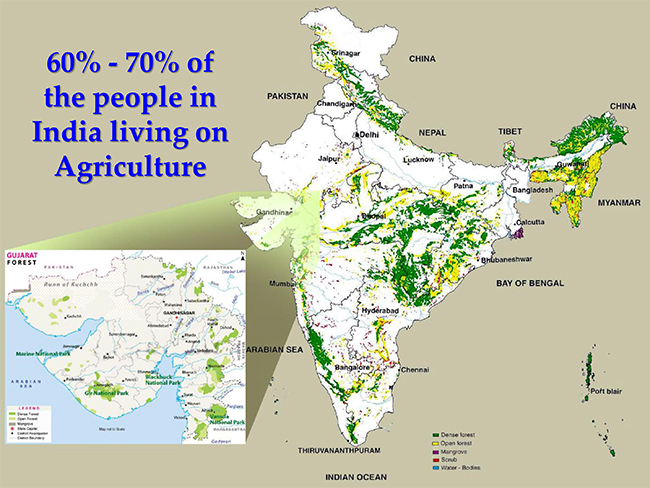 60% - 70% of
the people in
India living on
Agriculture
CHINA
Srinagar
PAKISTAN
Chandigarh
CHINA
Delhi
NEPAL
TIBET
Jaipur
Lucknow
Guwahati
Patna
Bangladesh
MYANMAR
Gandhina
Bhopal
Calcutta
Bhubaneshwar
Mumbai
BAY OF BENGAL
Hyderabad
ARABIAN SEA
Bangalore
Chennai
Port blair
THIRUVANANTHPURAM
INDIAN OCEAN
Dense forest
Open forest
Mangrove
Scrub
Water - Bodies
GUJARAT
FOREST
PAKISTAN
RAJASTHAN
Rann of Kachchh
GANDHINAGAR
Marine National Park
Blackbuck
National Park
ARABIAN
SEA
Gir National Park
Vansda
National Park
LEGEND
Dense Forest
Open Forest
Mangrove
State Capital
District Headquarter
District Boundary
Map not to Scale